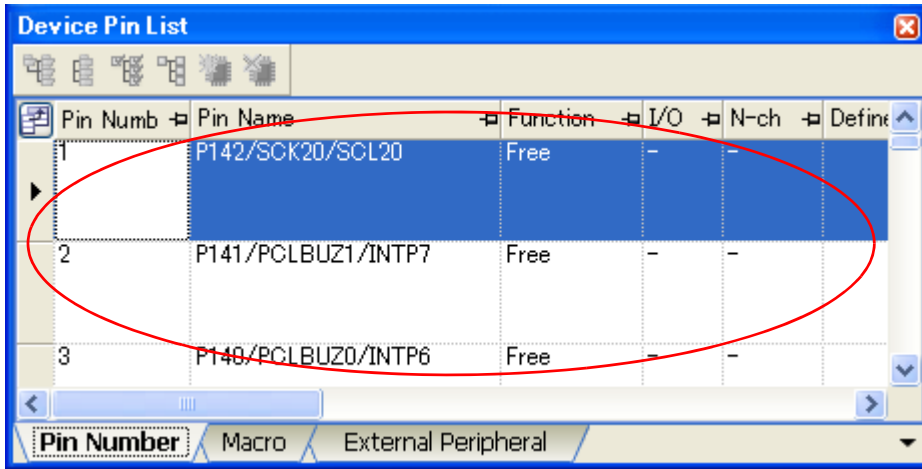 Device Pin List
Pin Numb Pin Name Function I/O N-ch Define
1 P142/SCK20/SCL20 Free - -
2 P141/PCLBUZ1/INTP7 Free - -
3 P140/PCLBUZ0/INTP6 Free - -
Pin Number Macro External Peripheral